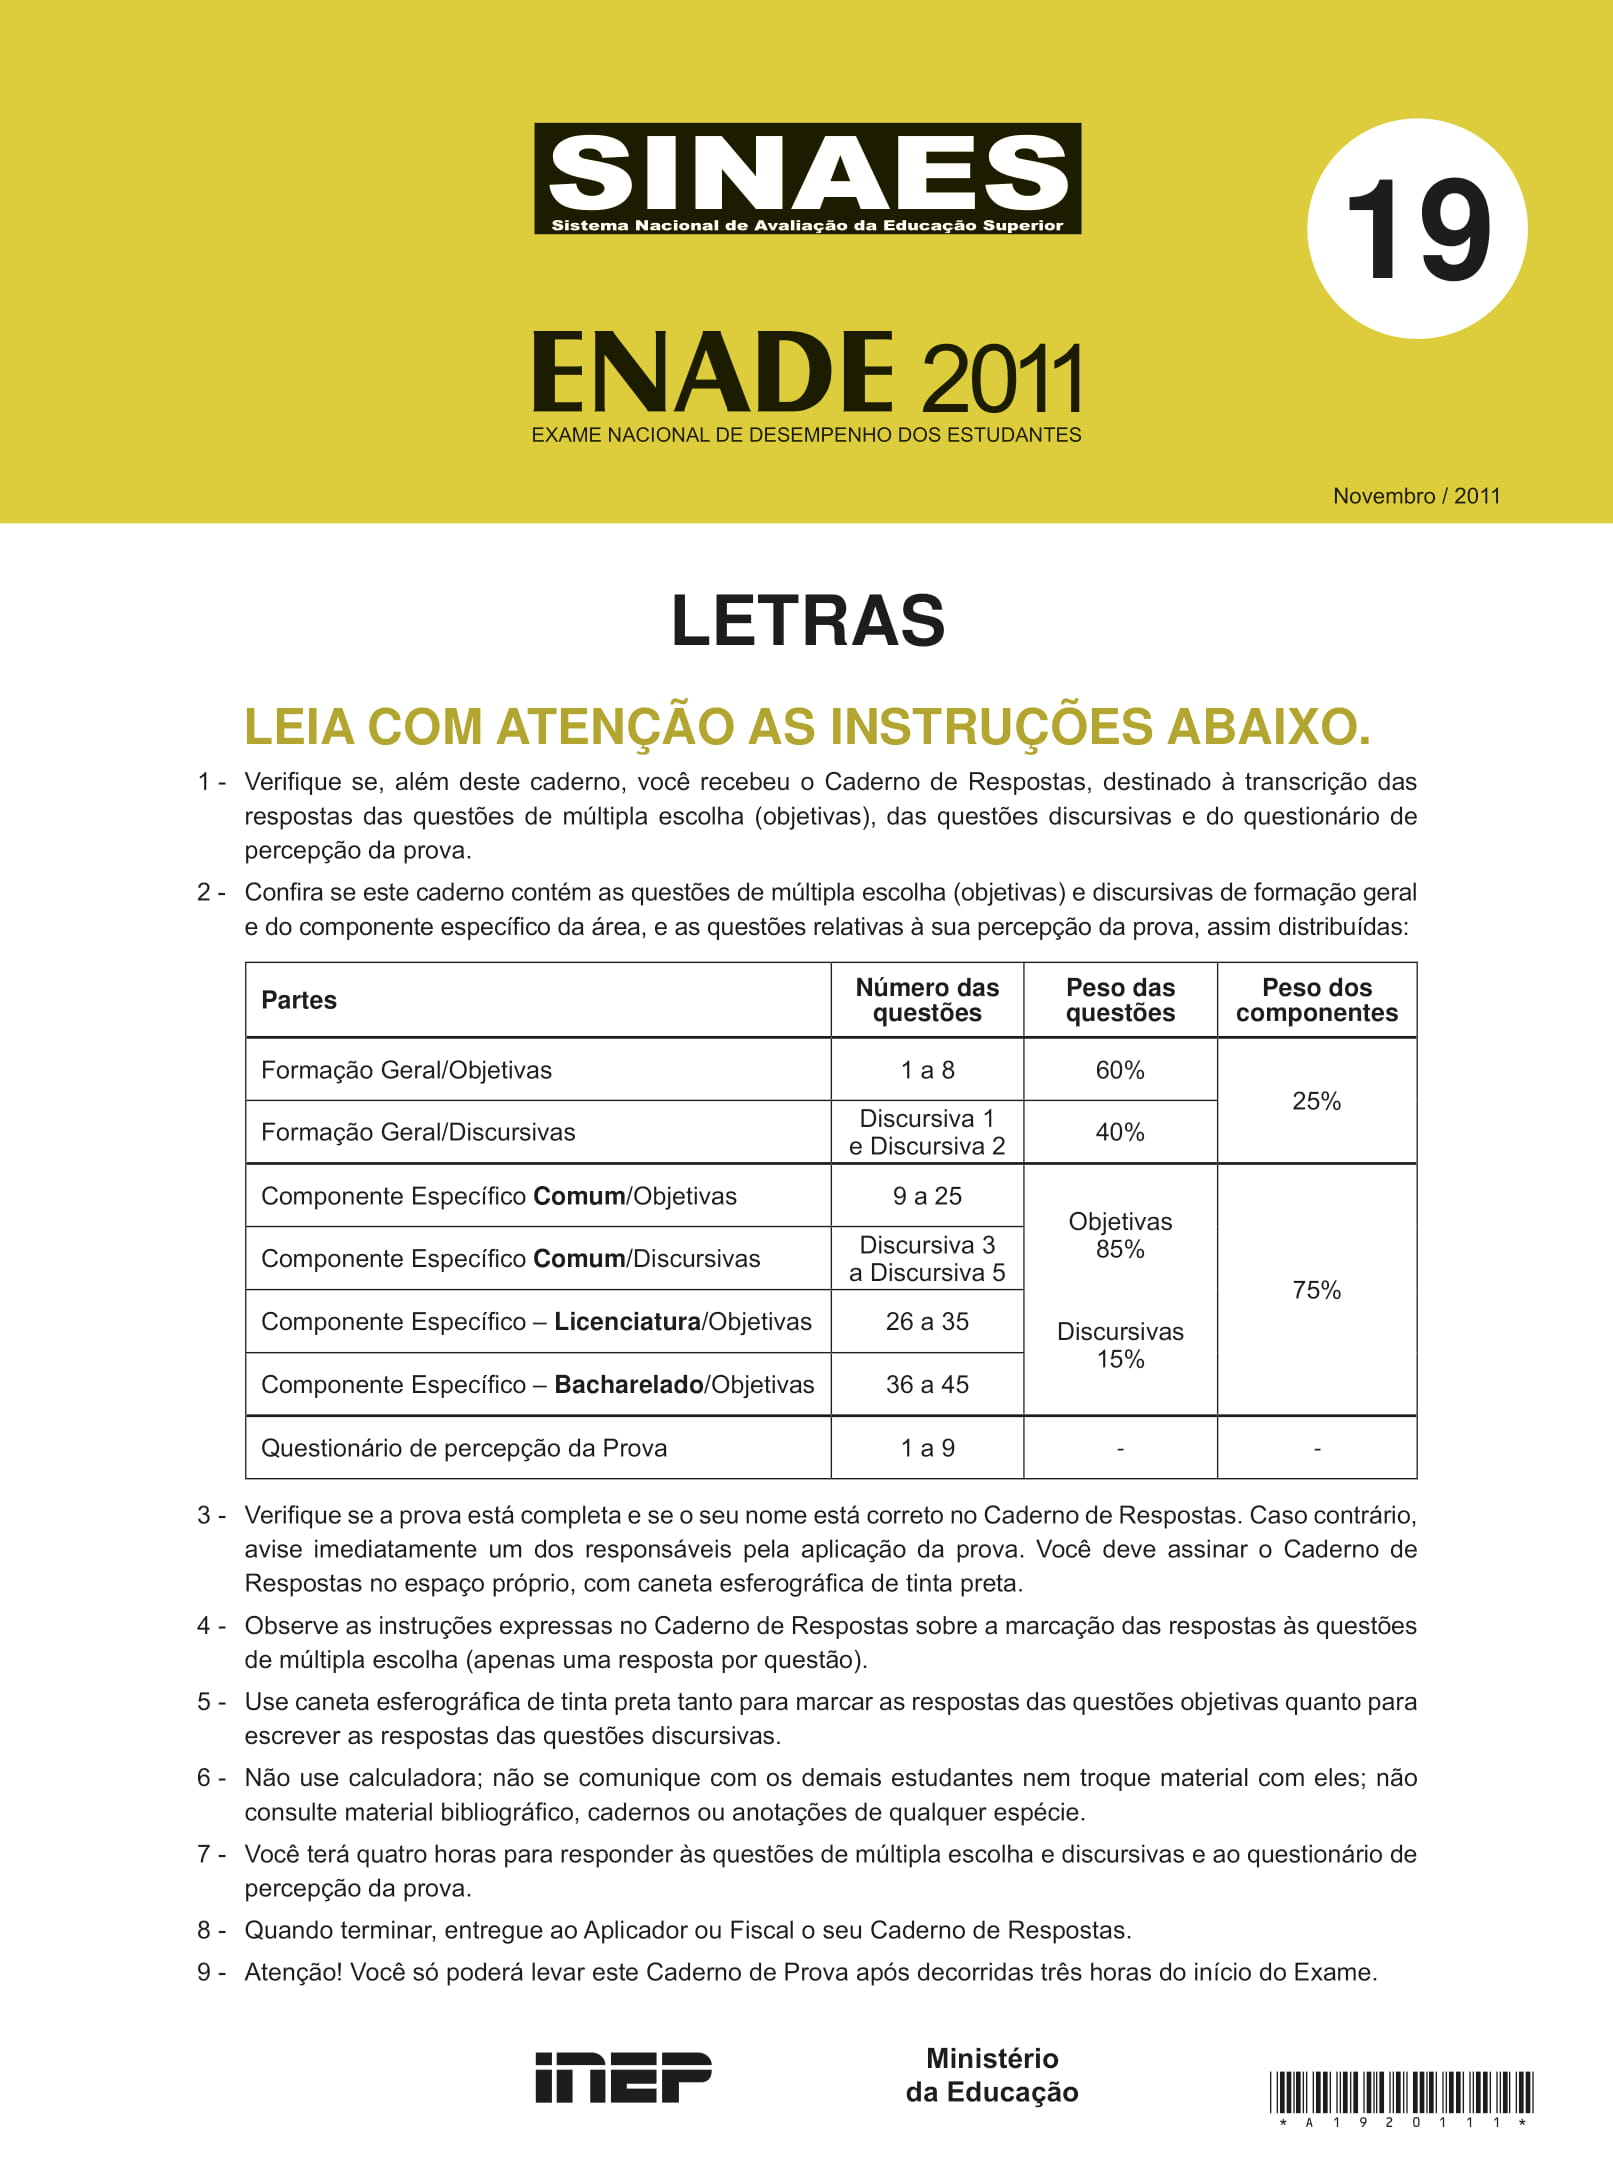 SINAES
Sistema Nacional de Avaliação da Educação Superior
19
ENADE 2011
EXAME NACIONAL DE DESEMPENHO DOS ESTUDANTES
Novembro / 2011
LETRAS
LEIA COM ATENÇÃO AS INSTRUÇÕES ABAIXO.
1 - Verifique se, além deste caderno, você recebeu o Caderno de Respostas, destinado à transcrição das
respostas das questões de múltipla escolha (objetivas), das questões discursivas e do questionário de
percepção da prova.
2 - Confira se este caderno contém as questões de múltipla escolha (objetivas) e discursivas de formação geral
e do componente específico da área, e as questões relativas à sua percepção da prova, assim distribuídas:
Partes
Número das
questões
Peso das
questões
Peso dos
componentes
Formação Geral/Objetivas
1 a 8
60%
25%
Formação Geral/Discursivas
Discursiva 1
e Discursiva 2
40%
Componente Específico Comum/Objetivas
9 a 25
Objetivas
85%
Discursivas
15%
75%
Componente Específico Comum/Discursivas
Discursiva 3
a Discursiva 5
Componente Específico – Licenciatura/Objetivas
26 a 35
Componente Específico – Bacharelado/Objetivas
36 a 45
Questionário de percepção da Prova
1 a 9
-
-
3 - Verifique se a prova está completa e se o seu nome está correto no Caderno de Respostas. Caso contrário,
avise imediatamente um dos responsáveis pela aplicação da prova. Você deve assinar o Caderno de
Respostas no espaço próprio, com caneta esferográfica de tinta preta.
4 - Observe as instruções expressas no Caderno de Respostas sobre a marcação das respostas às questões
de múltipla escolha (apenas uma resposta por questão).
5 - Use caneta esferográfica de tinta preta tanto para marcar as respostas das questões objetivas quanto para
escrever as respostas das questões discursivas.
6 - Não use calculadora; não se comunique com os demais estudantes nem troque material com eles; não
consulte material bibliográfico, cadernos ou anotações de qualquer espécie.
7 - Você terá quatro horas para responder às questões de múltipla escolha e discursivas e ao questionário de
percepção da prova.
8 - Quando terminar, entregue ao Aplicador ou Fiscal o seu Caderno de Respostas.
9 - Atenção! Você só poderá levar este Caderno de Prova após decorridas três horas do início do Exame.
INEP
Ministério
da Educação
* A 1 9 2 0 1 1 1 *